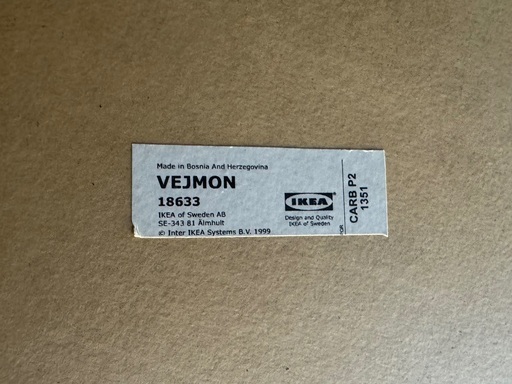 Made in Bosnia And Herzegovina
VEJMON
18633
IKEA of Sweden AB
SE-343 81 Älmhult
© Inter IKEA Systems B.V. 1999
IKEA®
Design and Quality
IKEA of Sweden
CARB P2
1351